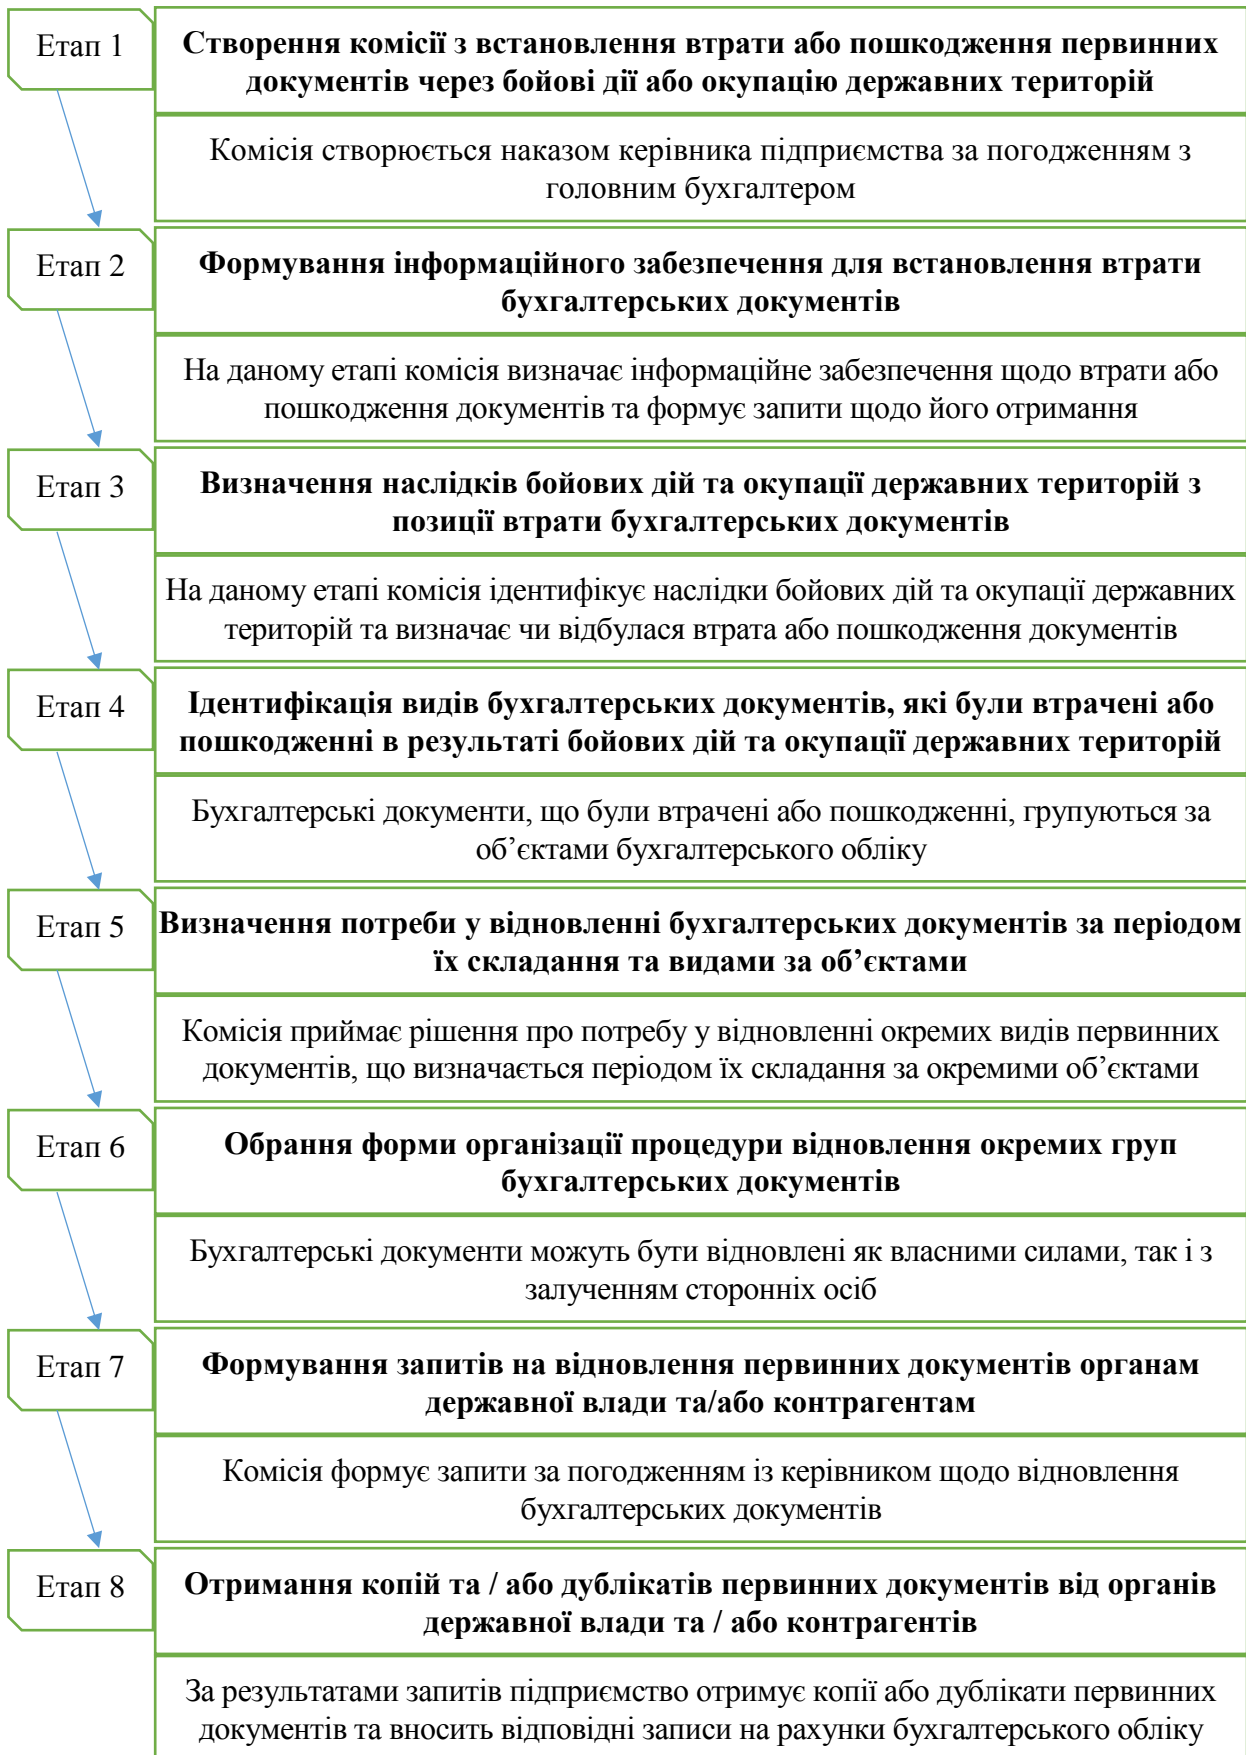 Етап 1
Створення комісії з встановлення втрати або пошкодження первинних
документів через бойові дії або окупацію державних територій
Комісія створюється наказом керівника підприємства за погодженням з
головним бухгалтером
Етап 2
Формування інформаційного забезпечення для встановлення втрати
бухгалтерських документів
На даному етапі комісія визначає інформаційне забезпечення щодо втрати або
пошкодження документів та формує запити щодо його отримання
Етап 3
Визначення наслідків бойових дій та окупації державних територій з
позиції втрати бухгалтерських документів
На даному етапі комісія ідентифікує наслідки бойових дій та окупації державних
територій та визначає чи відбулася втрата або пошкодження документів
Етап 4
Ідентифікація видів бухгалтерських документів, які були втрачені або
пошкодженні в результаті бойових дій та окупації державних територій
Бухгалтерські документи, що були втрачені або пошкодженні, групуються за
об’єктами бухгалтерського обліку
Етап 5
Визначення потреби у відновленні бухгалтерських документів за періодом
їх складання та видами за об’єктами
Комісія приймає рішення про потребу у відновленні окремих видів первинних
документів, що визначається періодом їх складання за окремими об’єктами
Етап 6
Обрання форми організації процедури відновлення окремих груп
бухгалтерських документів
Бухгалтерські документи можуть бути відновлені як власними силами, так і з
залученням сторонніх осіб
Етап 7
Формування запитів на відновлення первинних документів органам
державної влади та/або контрагентам
Комісія формує запити за погодженням із керівником щодо відновлення
бухгалтерських документів
Етап 8
Отримання копій та / або дублікатів первинних документів від органів
державної влади та / або контрагентів
За результатами запитів підприємство отримує копії або дублікати первинних
документів та вносить відповідні записи на рахунки бухгалтерського обліку